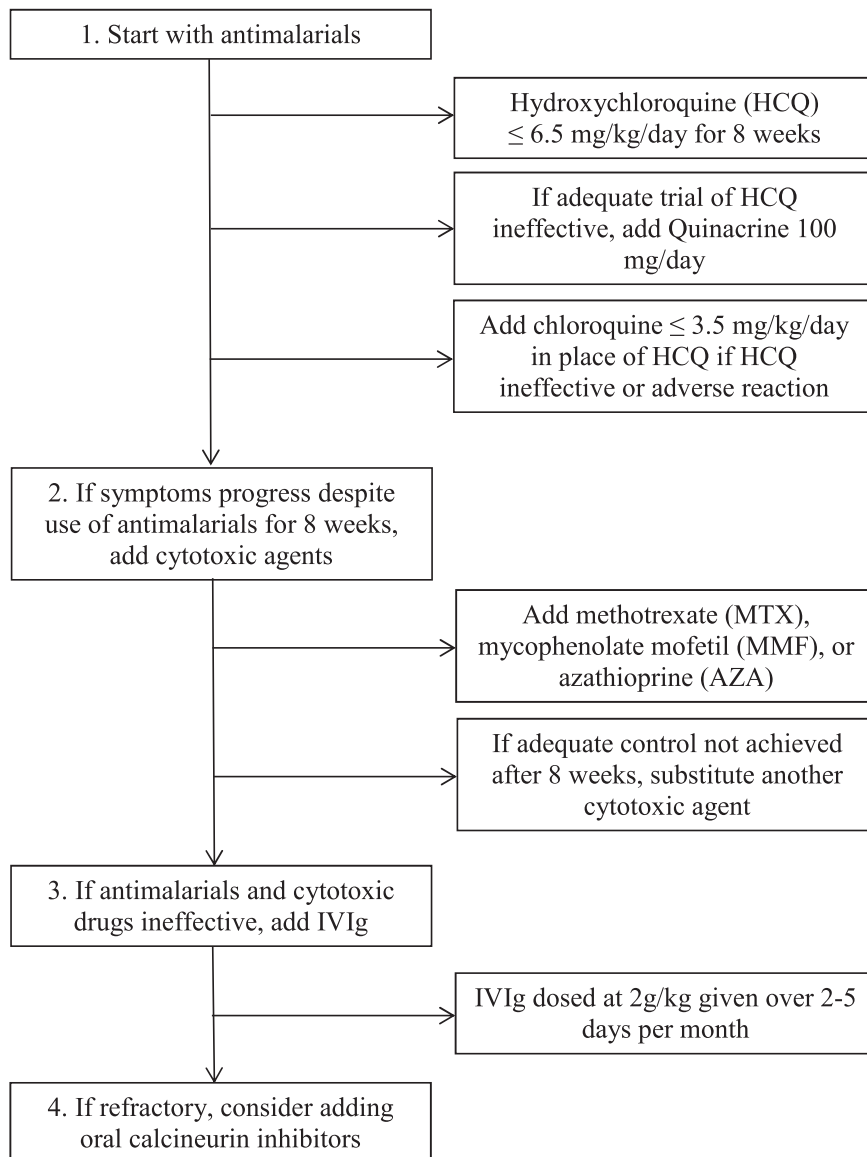 1. Start with antimalarials
Hydroxychloroquine (HCQ)
≤ 6.5 mg/kg/day for 8 weeks
If adequate trial of HCQ
ineffective, add Quinacrine 100
mg/day
Add chloroquine ≤ 3.5 mg/kg/day
in place of HCQ if HCQ
ineffective or adverse reaction
2. If symptoms progress despite
use of antimalarials for 8 weeks,
add cytotoxic agents
Add methotrexate (MTX),
mycophenolate mofetil (MMF), or
azathioprine (AZA)
If adequate control not achieved
after 8 weeks, substitute another
cytotoxic agent
3. If antimalarials and cytotoxic
drugs ineffective, add IVIg
IVIg dosed at 2g/kg given over 2-5
days per month
4. If refractory, consider adding
oral calcineurin inhibitors